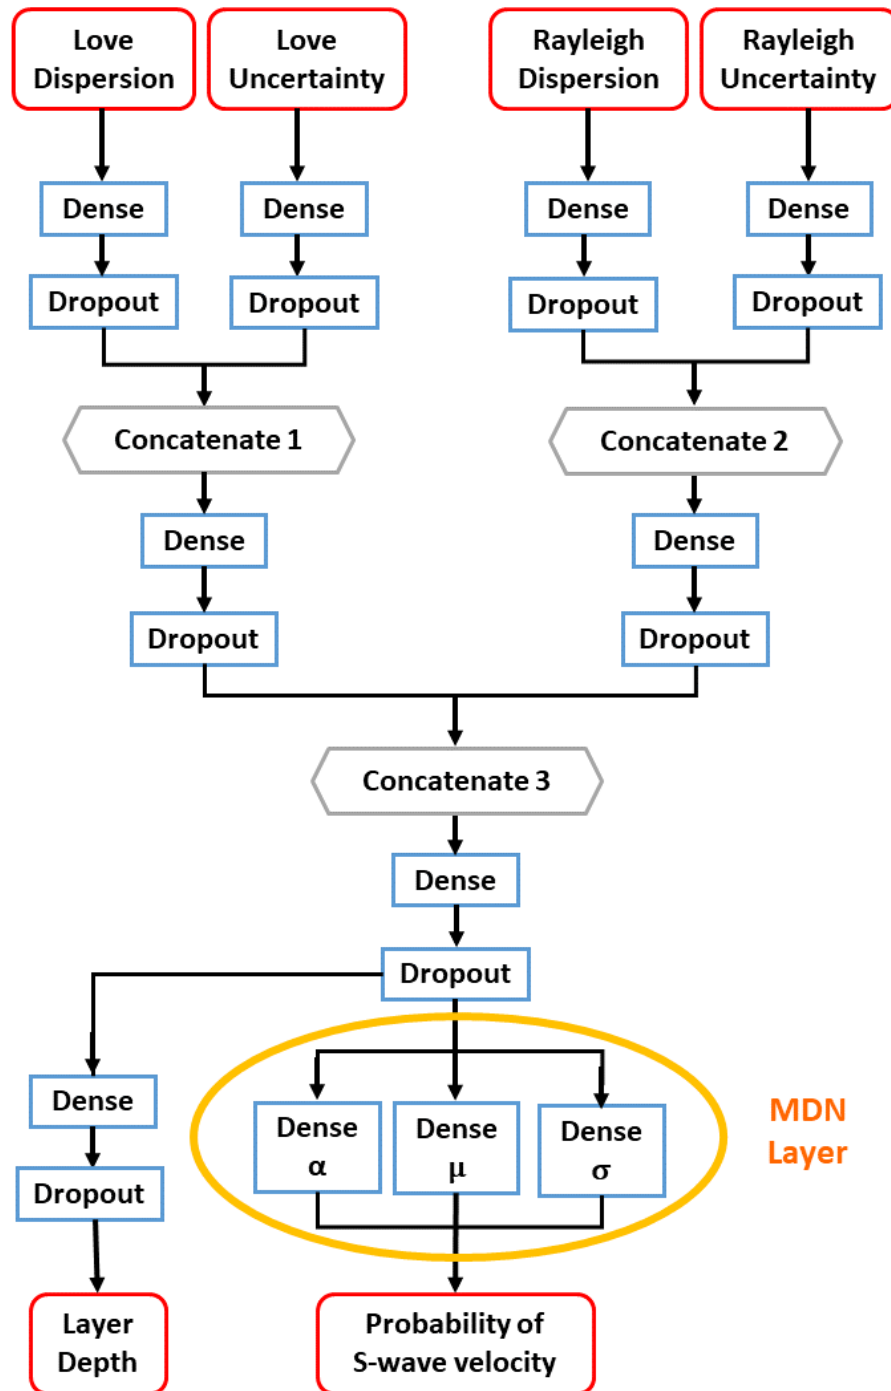 Love
Dispersion
Love
Uncertainty
Rayleigh
Dispersion
Rayleigh
Uncertainty
Dense
Dense
Dense
Dense
Dropout
Dropout
Dropout
Dropout
Concatenate 1
Concatenate 2
Dense
Dense
Dropout
Dropout
Concatenate 3
Dense
Dropout
Dense
Dropout
Dense
α
Dense
μ
Dense
σ
MDN
Layer
Layer
Depth
Probability of
S-wave velocity